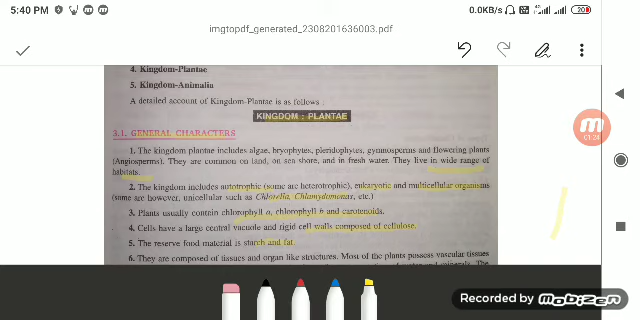 5:40 PM
0.0KB/s
20
imgtopdf_generated_2308201636003.pdf
4. Kingdom-Plantae
5. Kingdom-Animalia
A detailed account of Kingdom-Plantae is as follows :
KINGDOM : PLANTAE
3.1. GENERAL CHARACTERS
1. The kingdom plantae includes algae, bryophytes, pteridophytes, gymnosperms and flowering plants
(Angiosperms). They are common on land, on sea shore, and in fresh water. They live in wide range of
habitats.
2. The kingdom includes autotrophic (some are heterotrophic), eukaryotic and multicellular organisms
(some are however, unicellular such as Chlorella, Chlamydomonas, etc.)
3. Plants usually contain chlorophyll a, chlorophyll b and carotenoids.
4. Cells have a large central vacuole and rigid cell walls composed of cellulose.
5. The reserve food material is starch and fat.
6. They are composed of tissues and organ like structures. Most of the plants possess vascular tissues
Recorded by Mobizen